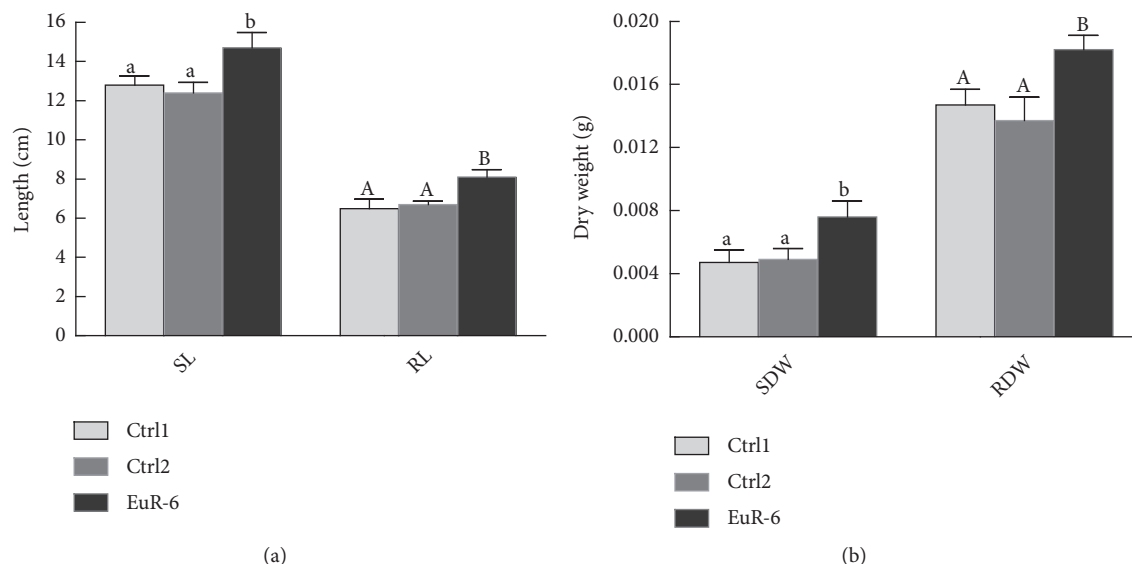 16
14
12
10
8
6
4
2
0
Length (cm)
a
a
b
A
A
B
SL
RL
Ctrl1
Ctrl2
EuR-6
(a)
0.020
0.016
0.012
0.008
0.004
0.000
Dry weight (g)
a
a
b
A
A
B
SDW
RDW
Ctrl1
Ctrl2
EuR-6
(b)